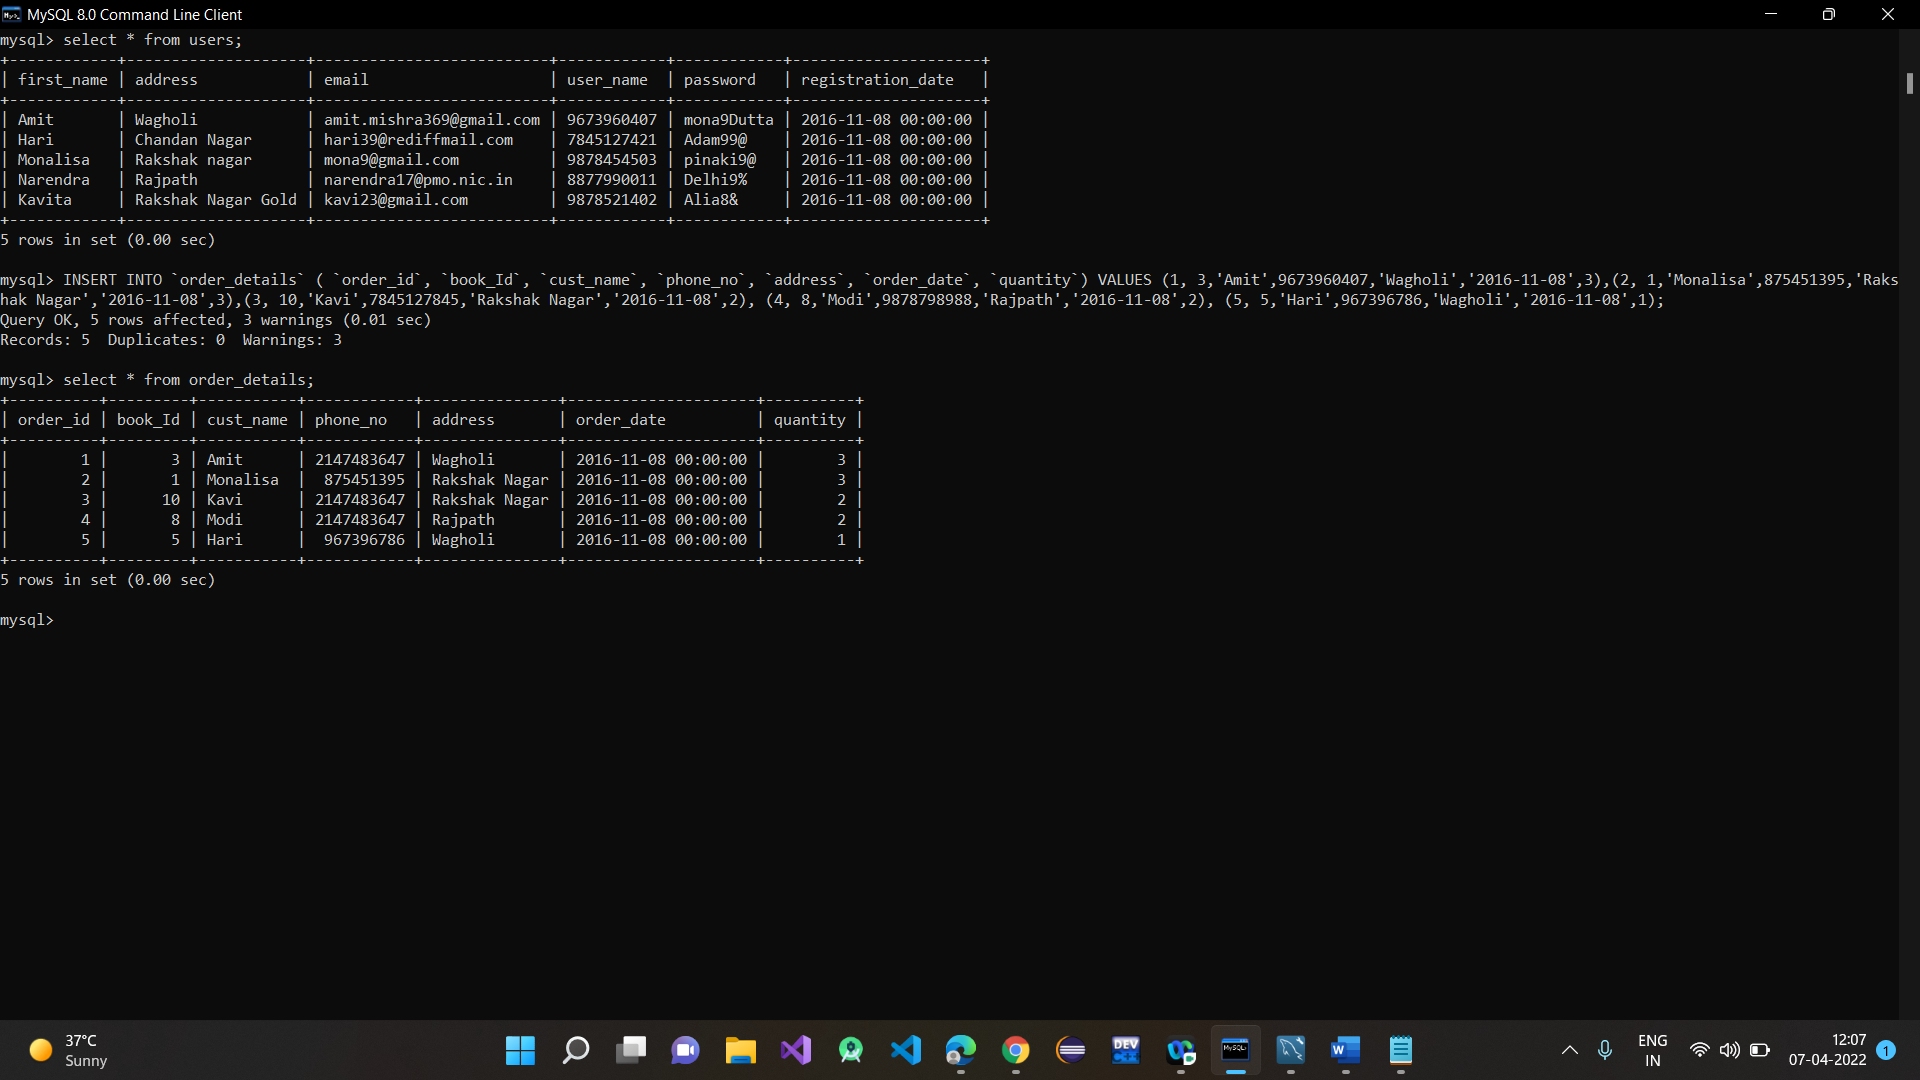 MySQL 8.0 Command Line Client
mysql> select * from users;
+------------+--------------------+--------------------------+------------+-----------+---------------------+
| first_name | address            | email                    | user_name  | password  | registration_date   |
+------------+--------------------+--------------------------+------------+-----------+---------------------+
| Amit       | Wagholi            | amit.mishra369@gmail.com | 9673960407 | mona9Dutta | 2016-11-08 00:00:00 |
| Hari       | Chandan Nagar      | hari39@rediffmail.com    | 7845127421 | Adam99@    | 2016-11-08 00:00:00 |
| Monalisa   | Rakshak nagar      | mona9@gmail.com          | 9878454503 | pinaki9@   | 2016-11-08 00:00:00 |
| Narendra   | Rajpath            | narendra17@pmo.nic.in    | 8877990011 | Delhi9%    | 2016-11-08 00:00:00 |
| Kavita     | Rakshak Nagar Gold | kavi23@gmail.com         | 9878521402 | Alia8&     | 2016-11-08 00:00:00 |
+------------+--------------------+--------------------------+------------+------------+---------------------+
5 rows in set (0.00 sec)
mysql> INSERT INTO `order_details` ( `order_id`, `book_Id`, `cust_name`, `phone_no`, `address`, `order_date`, `quantity`) VALUES (1, 3,'Amit',9673960407,'Wagholi','2016-11-08',3),(2, 1,'Monalisa',875451395,'Raks
hak Nagar','2016-11-08',3),(3, 10,'Kavi',7845127845,'Rakshak Nagar','2016-11-08',2), (4, 8,'Modi',9878798988,'Rajpath','2016-11-08',2), (5, 5,'Hari',967396786,'Wagholi','2016-11-08',1);
Query OK, 5 rows affected, 3 warnings (0.01 sec)
Records: 5  Duplicates: 0  Warnings: 3
mysql> select * from order_details;
+----------+---------+-----------+------------+---------------+---------------------+----------+
| order_id | book_Id | cust_name | phone_no   | address       | order_date          | quantity |
+----------+---------+-----------+------------+---------------+---------------------+----------+
|        1 |       3 | Amit      | 2147483647 | Wagholi       | 2016-11-08 00:00:00 |        3 |
|        2 |       1 | Monalisa  |  875451395 | Rakshak Nagar | 2016-11-08 00:00:00 |        3 |
|        3 |      10 | Kavi      | 2147483647 | Rakshak Nagar | 2016-11-08 00:00:00 |        2 |
|        4 |       8 | Modi      | 2147483647 | Rajpath       | 2016-11-08 00:00:00 |        2 |
|        5 |       5 | Hari      |  967396786 | Wagholi       | 2016-11-08 00:00:00 |        1 |
+----------+---------+-----------+------------+---------------+---------------------+----------+
5 rows in set (0.00 sec)
mysql>
37°C
Sunny
DEV
C++
MySQL
W
ENG
IN
12:07
07-04-2022
1